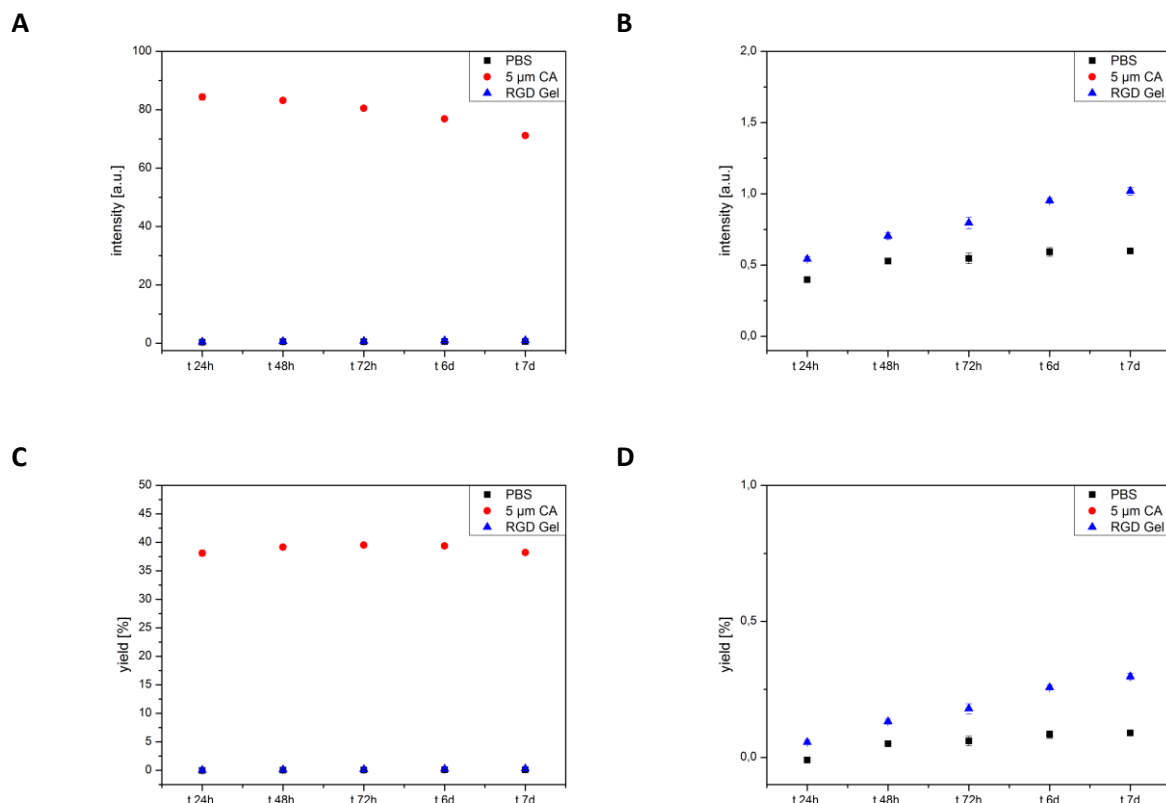 A
B
100
80
60
40
20
0
intensity [a.u.]
PBS
5 µm CA
RGD Gel
t 24h
t 48h
t 72h
t 6d
t 7d
2,0
1,5
1,0
0,5
0,0
intensity [a.u.]
PBS
5 µm CA
RGD Gel
t 24h
t 48h
t 72h
t 6d
t 7d
C
D
50
45
40
35
30
25
20
15
10
5
0
yield [%]
PBS
5 µm CA
RGD Gel
t 24h
t 48h
t 72h
t 6d
t 7d
1,0
0,5
0,0
yield [%]
PBS
5 µm CA
RGD Gel
t 24h
t 48h
t 72h
t 6d
t 7d